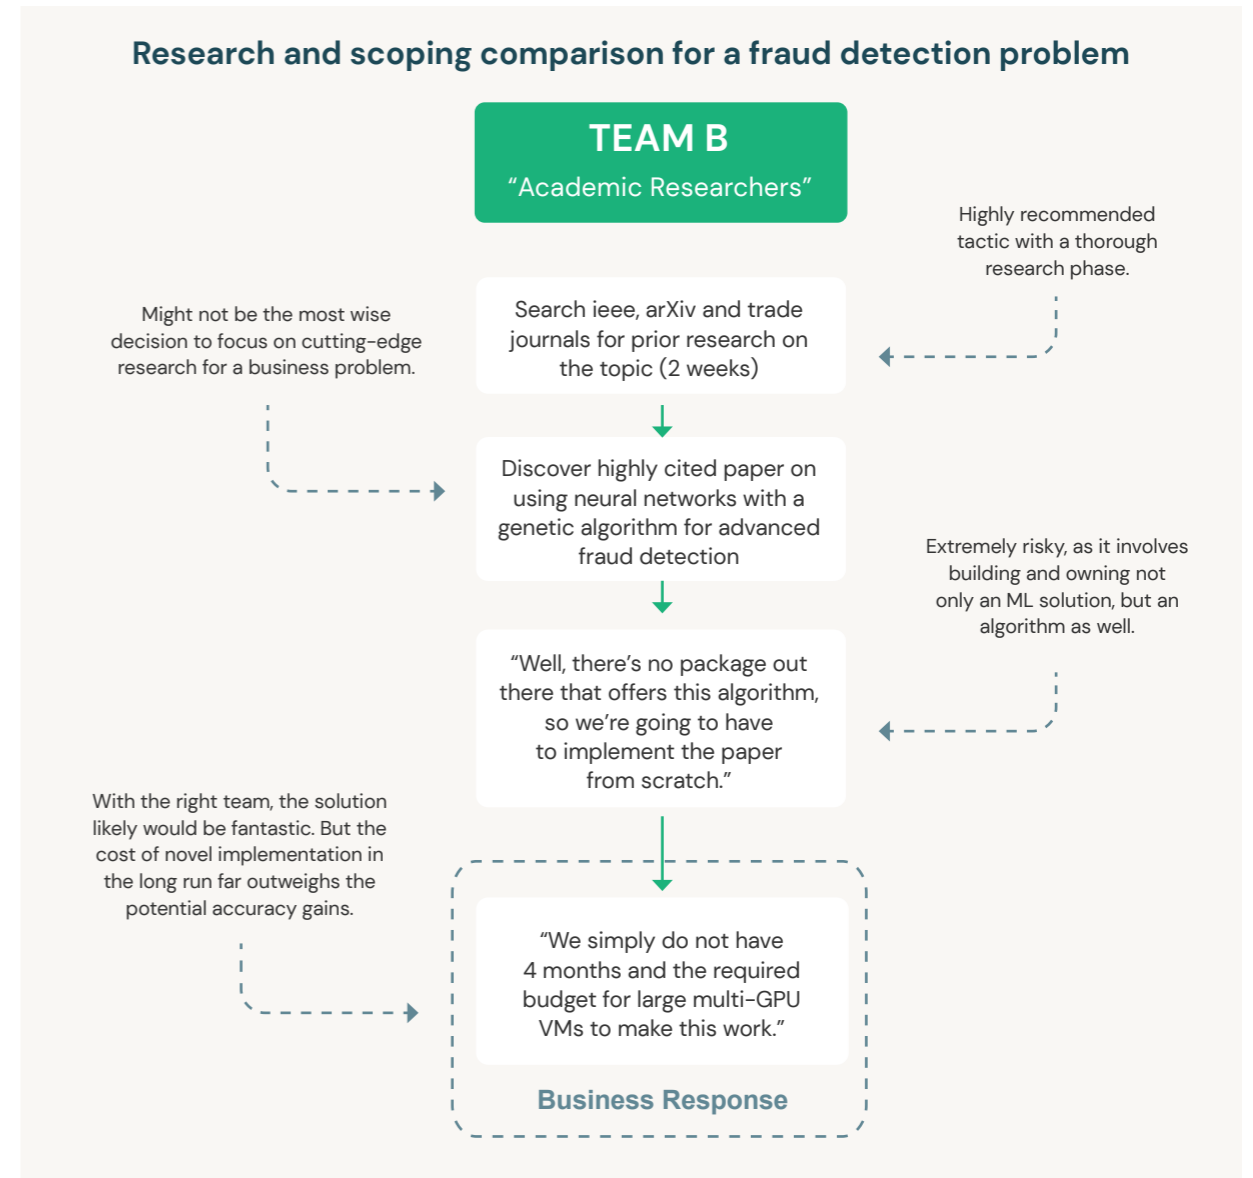 Research and scoping comparison for a fraud detection problem
TEAM B
“Academic Researchers”
Highly recommended
tactic with a thorough
research phase.
Search ieee, arXiv and trade
journals for prior research on
the topic (2 weeks)
Might not be the most wise
decision to focus on cutting-edge
research for a business problem.
Discover highly cited paper on
using neural networks with a
genetic algorithm for advanced
fraud detection
Extremely risky, as it involves
building and owning not
only an ML solution, but an
algorithm as well.
“Well, there’s no package out
there that offers this algorithm,
so we’re going to have
to implement the paper
from scratch.”
With the right team, the solution
likely would be fantastic. But the
cost of novel implementation in
the long run far outweighs the
potential accuracy gains.
“We simply do not have
4 months and the required
budget for large multi-GPU
VMs to make this work.”
Business Response